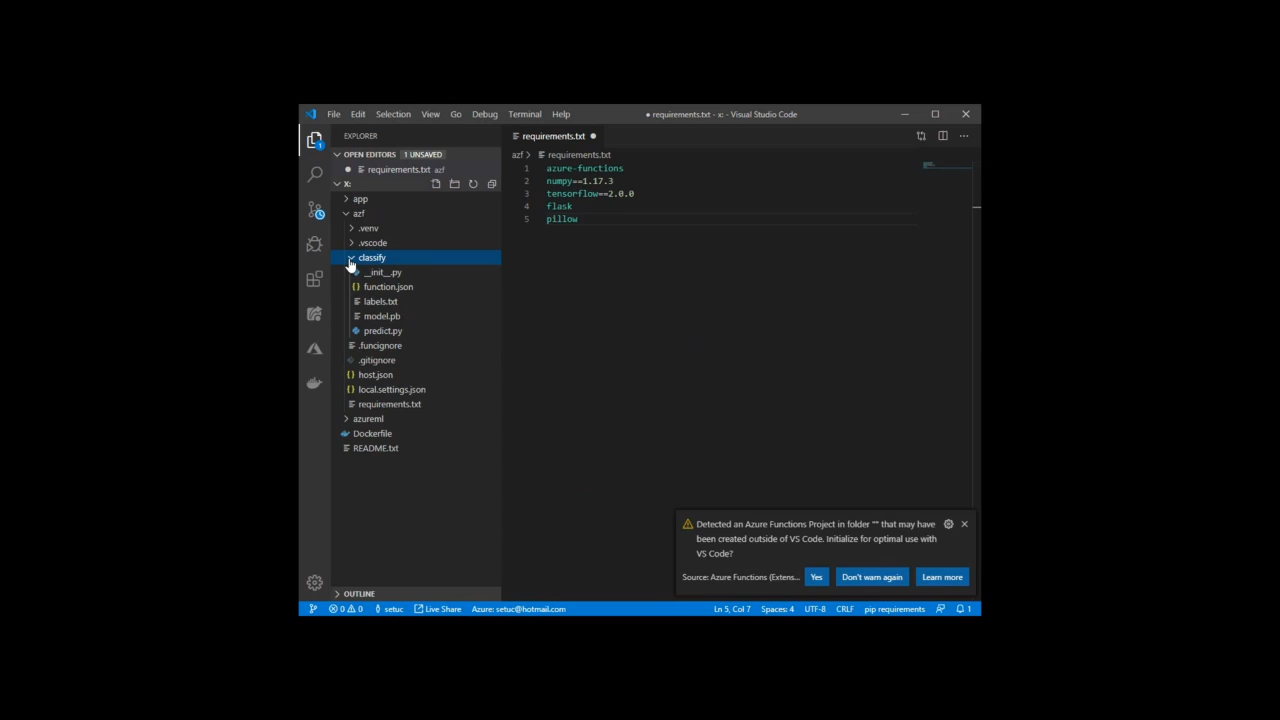 File Edit Selection View Go Debug Terminal Help
● requirements.txt - x: - Visual Studio Code
EXPLORER
OPEN EDITORS 1 UNSAVED
requirements.txt azf
X:
app
azf
.venv
.vscode
classify
__init__.py
function.json
labels.txt
model.pb
predict.py
.funcignore
.gitignore
host.json
local.settings.json
requirements.txt
azureml
Dockerfile
README.txt
OUTLINE
requirements.txt
azf > requirements.txt
1 azure-functions
2 numpy==1.17.3
3 tensorflow==2.0.0
4 flask
5 pillow
Detected an Azure Functions Project in folder "" that may have
been created outside of VS Code. Initialize for optimal use with
VS Code?
Source: Azure Functions (Extens... Yes Don't warn again Learn more
0 0 setuc Live Share Azure: setuc@hotmail.com Ln 5, Col 7 Spaces: 4 UTF-8 CRLF pip requirements 1